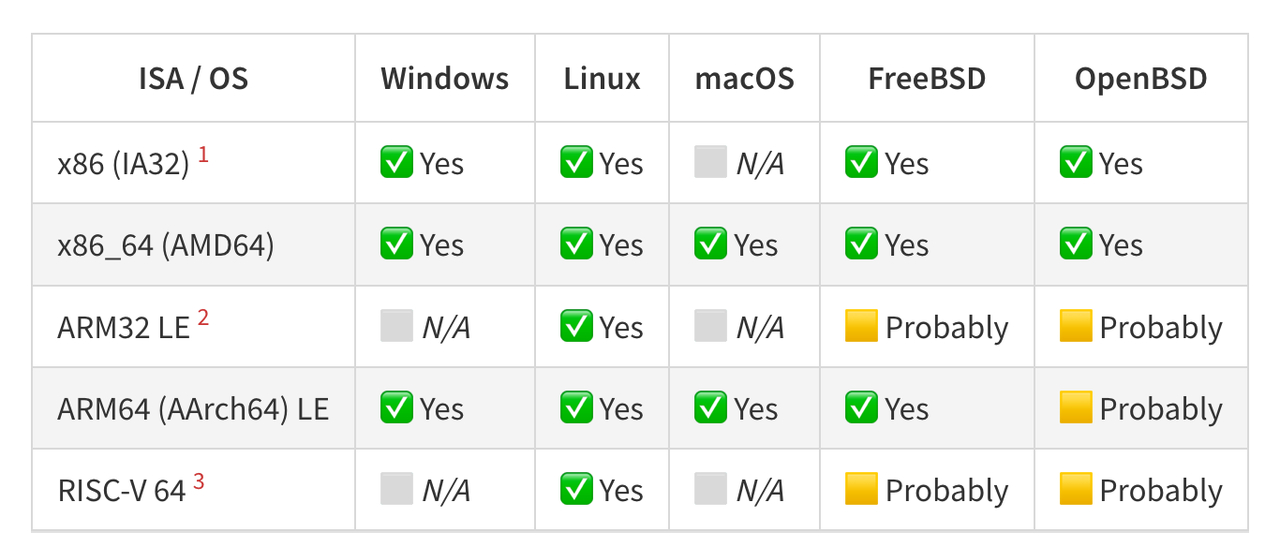 ISA / OS Windows Linux macOS FreeBSD OpenBSD
x86 (IA32) 1 ✅ Yes ✅ Yes ⬜ N/A ✅ Yes ✅ Yes
x86_64 (AMD64) ✅ Yes ✅ Yes ✅ Yes ✅ Yes ✅ Yes
ARM32 LE 2 ⬜ N/A ✅ Yes ⬜ N/A 🟨 Probably 🟨 Probably
ARM64 (AArch64) LE ✅ Yes ✅ Yes ✅ Yes ✅ Yes 🟨 Probably
RISC-V 64 3 ⬜ N/A ✅ Yes ⬜ N/A 🟨 Probably 🟨 Probably